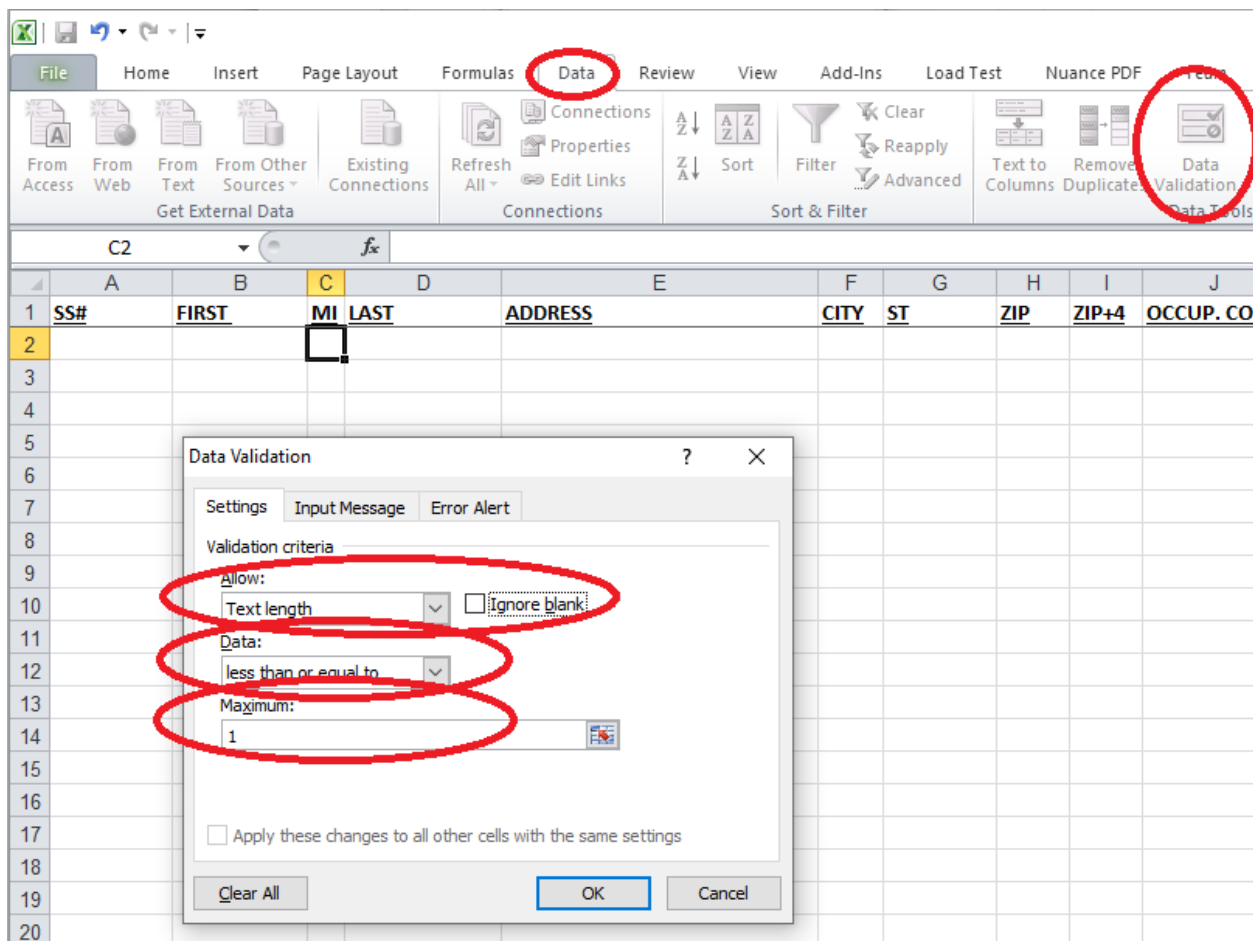 File Home Insert Page Layout Formulas Data Review View Add-Ins Load Test Nuance PDF Team
From Access
From Web
From Text
From Other Sources
Existing Connections
Get External Data
Refresh All
Connections
Properties
Edit Links
Connections
A Z
Z A
A Z Z A
Sort
Filter
Clear
Reapply
Advanced
Sort & Filter
Text to Columns
Remove Duplicate
Data Validation
Data Tools
C2 fx
A B C D E F G H I J
1 SS# FIRST MI LAST ADDRESS CITY ST ZIP ZIP+4 OCCUP. CO
2
3
4
5
6
7
8
9
10
11
12
13
14
15
16
17
18
19
20
Data Validation ?
Settings Input Message Error Alert
Validation criteria
Allow:
Text length Ignore blank
Data:
less than or equal to
Maximum:
1
Apply these changes to all other cells with the same settings
Clear All OK Cancel